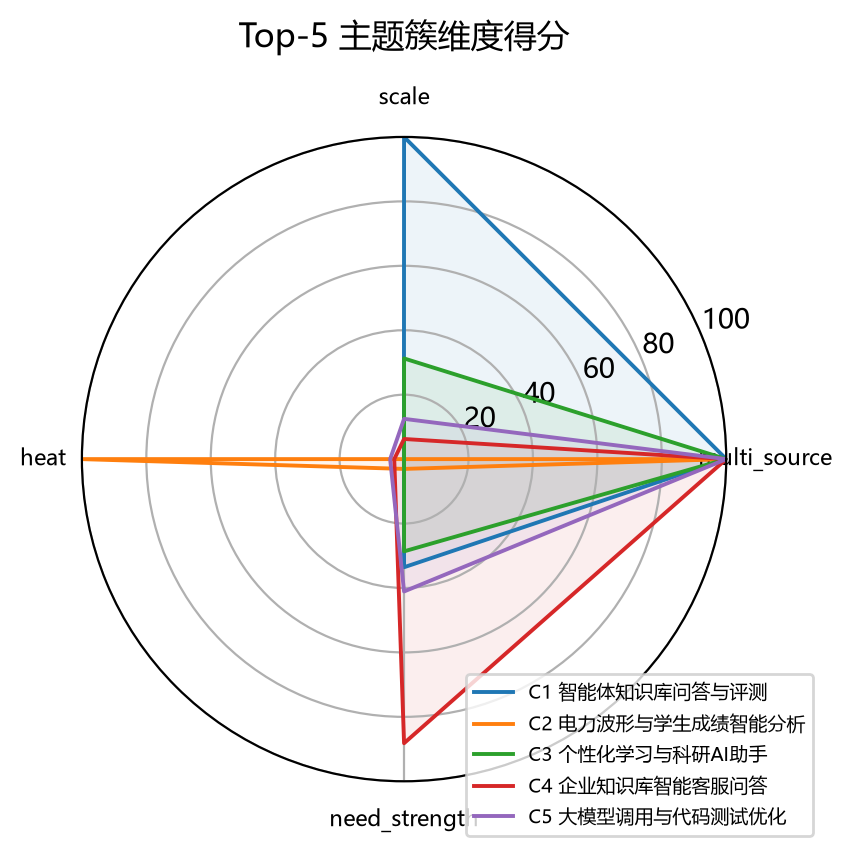 Top-5 主题簇维度得分
scale
100
80
60
40
20
heat
ulti_source
need_strengt
C1 智能体知识库问答与评测
C2 电力波形与学生成绩智能分析
C3 个性化学习与科研AI助手
C4 企业知识库智能客服问答
C5 大模型调用与代码测试优化